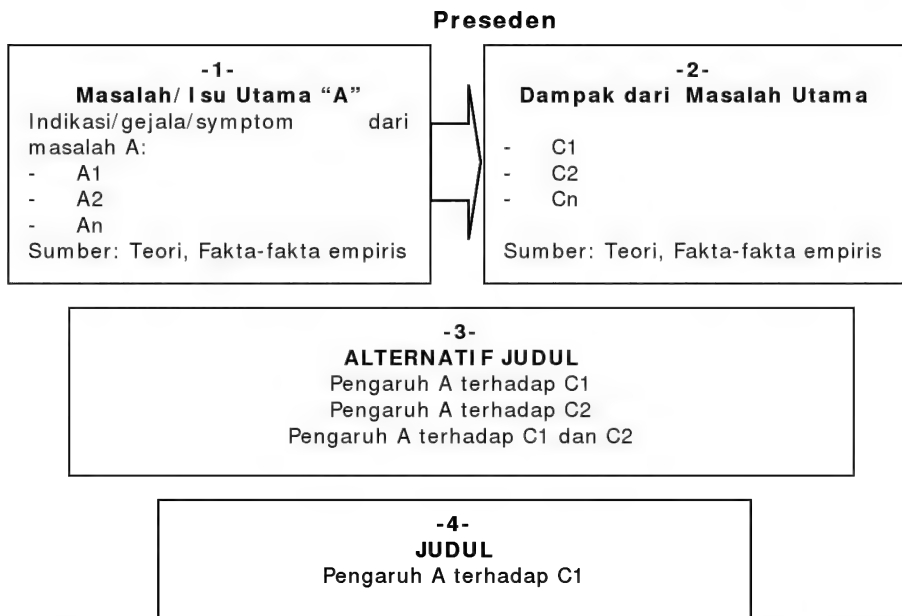 Preseden
-1-
Masalah/ Isu Utama “A”
Indikasi/gejala/symptom dari
masalah A:
- A1
- A2
- An
Sumber: Teori, Fakta-fakta empiris
-2-
Dampak dari Masalah Utama
- C1
- C2
- Cn
Sumber: Teori, Fakta-fakta empiris
-3-
ALTERNATIF JUDUL
Pengaruh A terhadap C1
Pengaruh A terhadap C2
Pengaruh A terhadap C1 dan C2
-4-
JUDUL
Pengaruh A terhadap C1